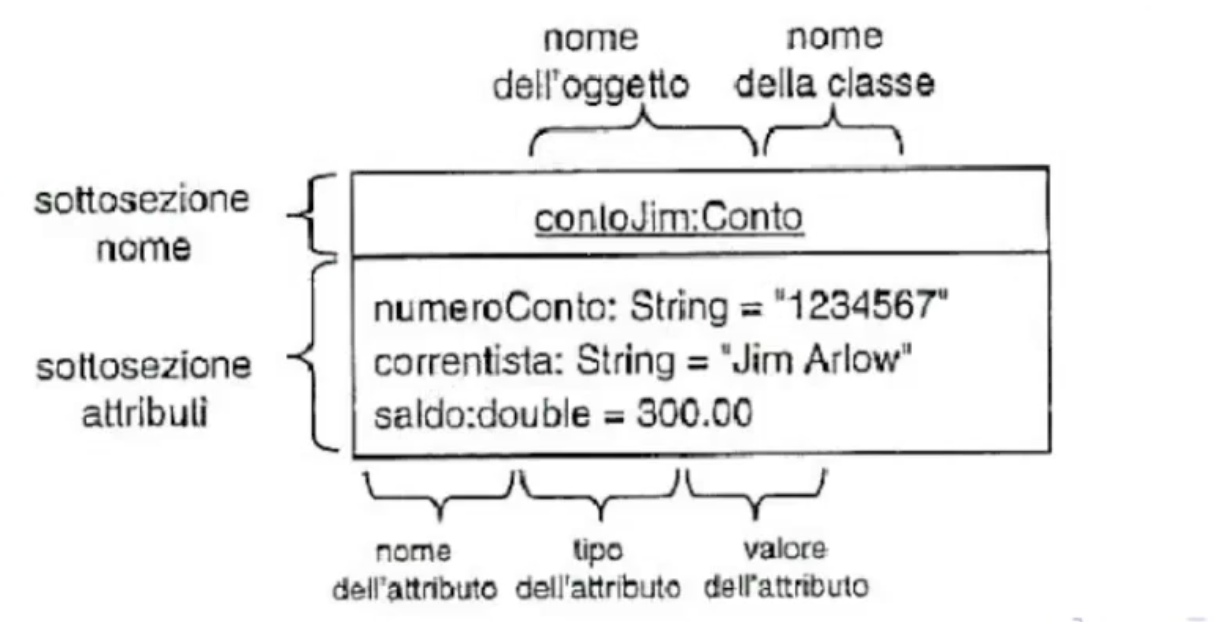 nome
dell'oggetto
nome
della classe
sottosezione
nome
contoJim:Conto
sottosezione
attributi
numeroConto: String = "1234567"
correntista: String = "Jim Arlow"
saldo:double = 300.00
nome
dell'attributo
tipo
dell'attributo
valore
dell'attributo